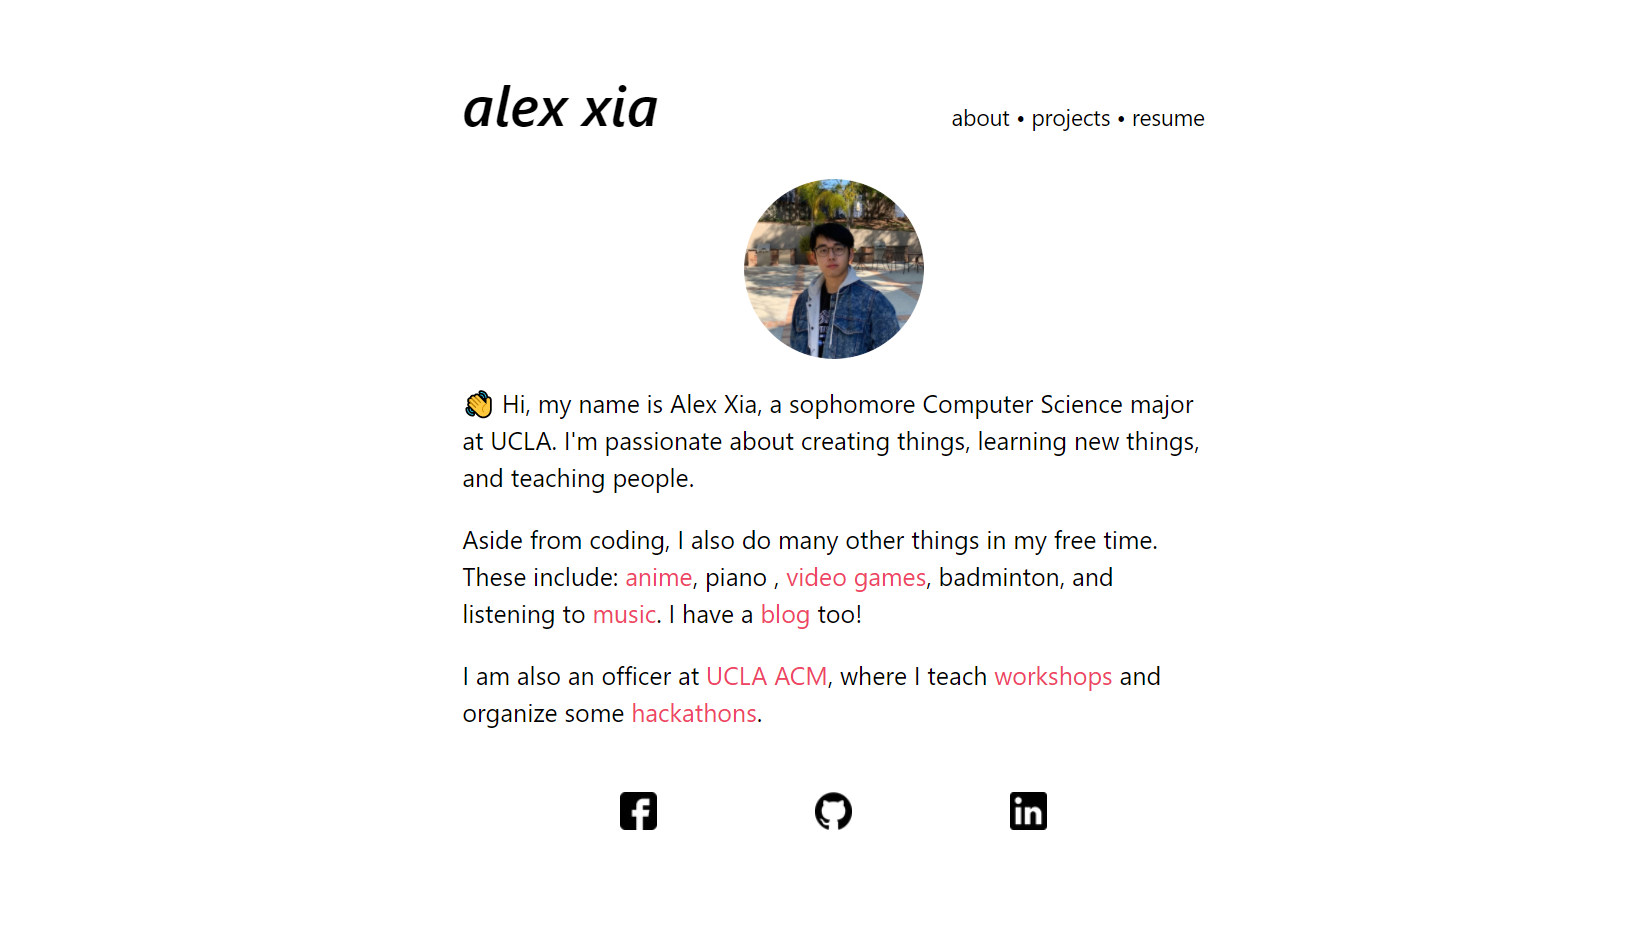 alex xia
about • projects • resume
👋 Hi, my name is Alex Xia, a sophomore Computer Science major
at UCLA. I'm passionate about creating things, learning new things,
and teaching people.
Aside from coding, I also do many other things in my free time.
These include: anime, piano , video games, badminton, and
listening to music. I have a blog too!
I am also an officer at UCLA ACM, where I teach workshops and
organize some hackathons.